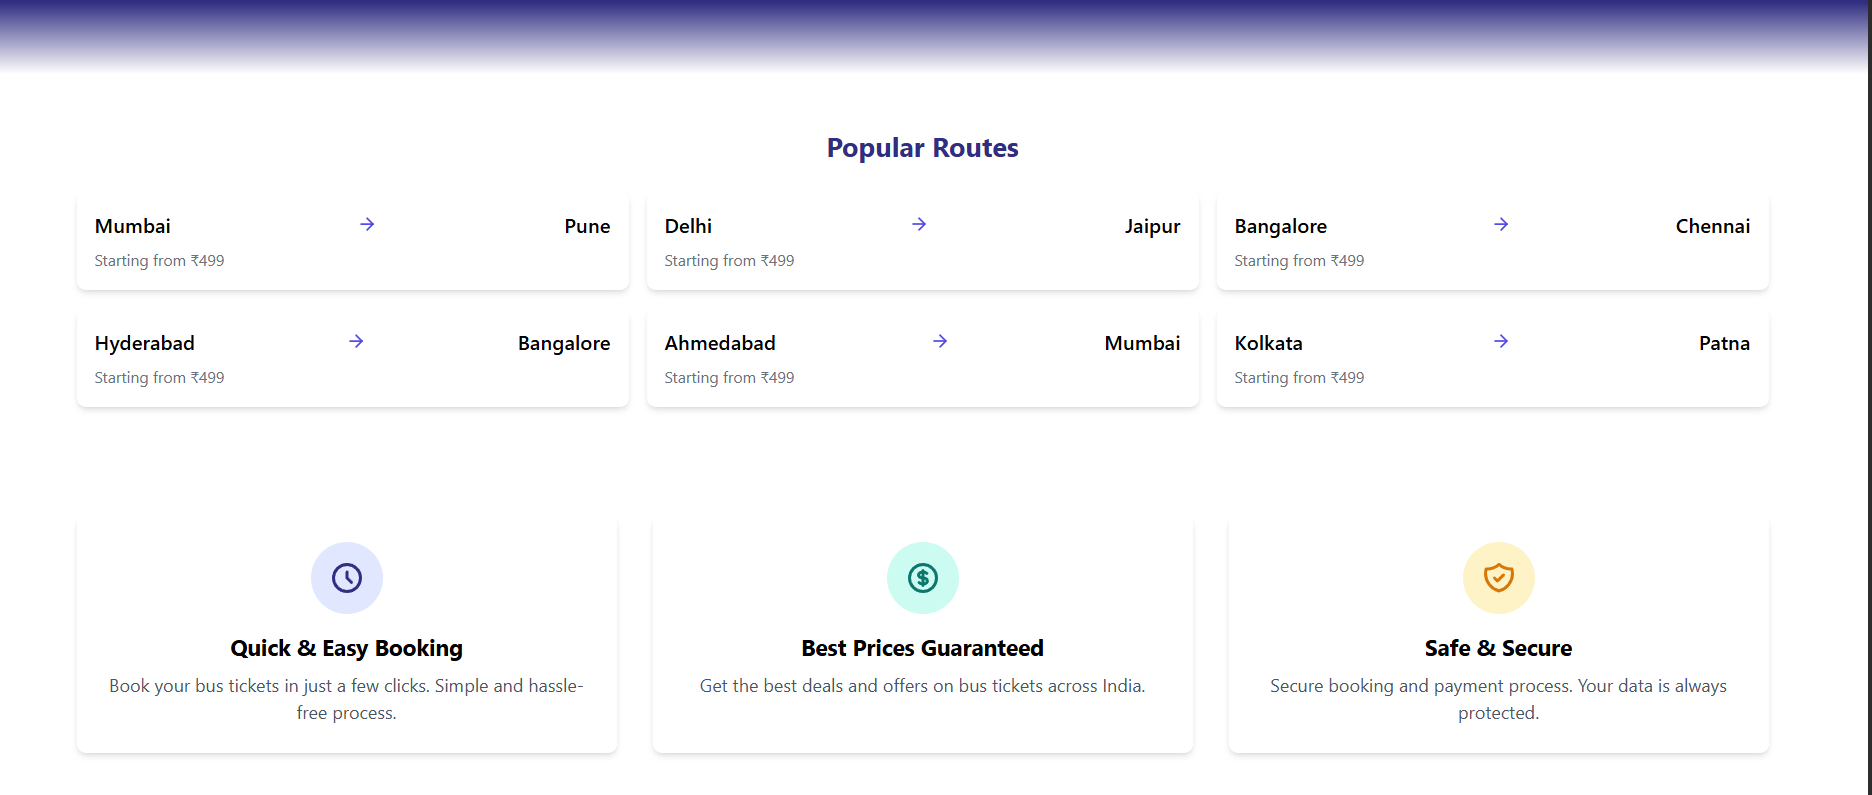 Popular Routes
Mumbai → Pune
Starting from ₹499
Delhi → Jaipur
Starting from ₹499
Bangalore → Chennai
Starting from ₹499
Hyderabad → Bangalore
Starting from ₹499
Ahmedabad → Mumbai
Starting from ₹499
Kolkata → Patna
Starting from ₹499
Quick & Easy Booking
Book your bus tickets in just a few clicks. Simple and hassle-
free process.
$
Best Prices Guaranteed
Get the best deals and offers on bus tickets across India.
Safe & Secure
Secure booking and payment process. Your data is always
protected.